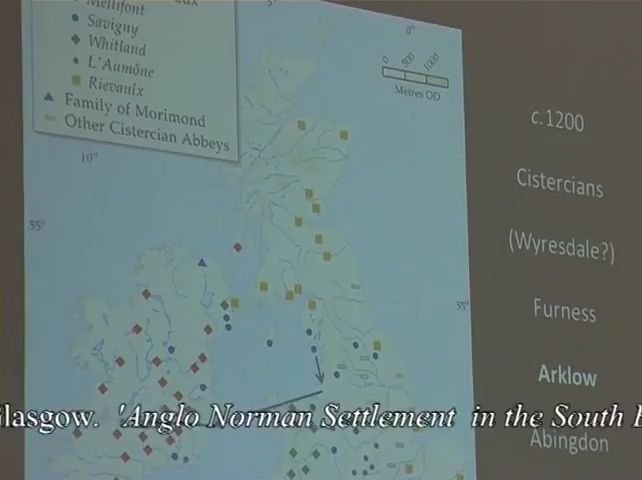 Mellifont
Savigny
Whitland
L'Aumône
Rievaulx
Family of Morimond
Other Cistercian Abbeys
0°
0 500 1000
Metres OD
10°
55°
55°
c.1200
Cistercians
(Wyresdale?)
Furness
Arklow
Abingdon
Glasgow. 'Anglo Norman Settlement in the South